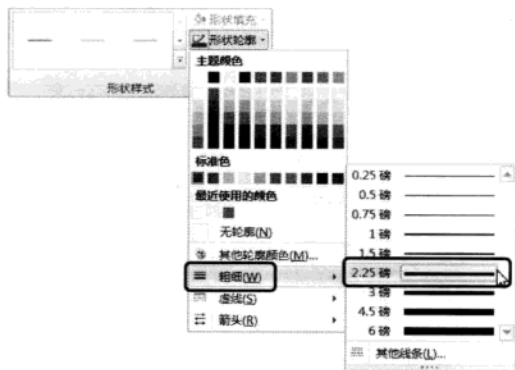 形状填充
形状轮廓
形状样式
主题颜色
标准色
最近使用的颜色
无轮廓(N)
其他轮廓颜色(M)...
粗细(W)
虚线(S)
箭头(R)
0.25 磅
0.5 磅
0.75 磅
1 磅
1.5 磅
2.25 磅
3 磅
4.5 磅
6 磅
其他线条(L)...